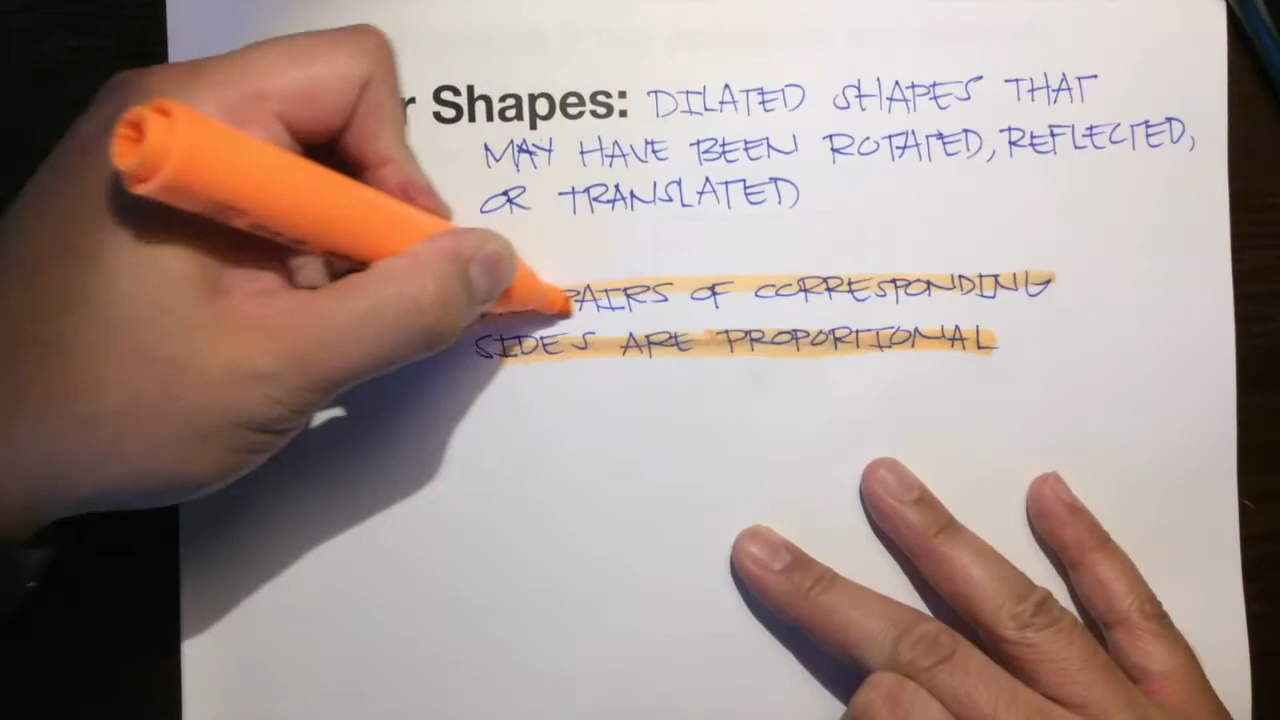 r Shapes: DILATED SHAPES THAT
MAY HAVE BEEN ROTATED, REFLECTED,
OR TRANSLATED
PAIRS OF CORRESPONDING
SIDES ARE PROPORTIONAL